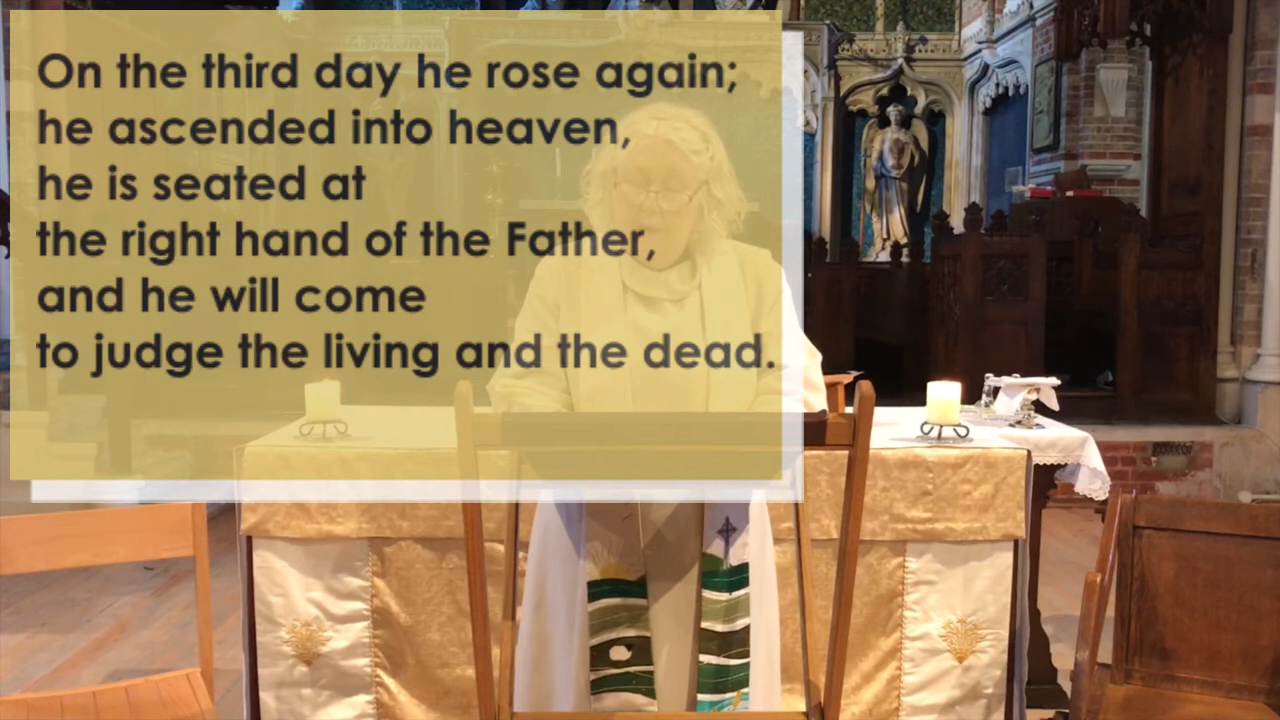 On the third day he rose again;
he ascended into heaven,
he is seated at
the right hand of the Father,
and he will come
to judge the living and the dead.